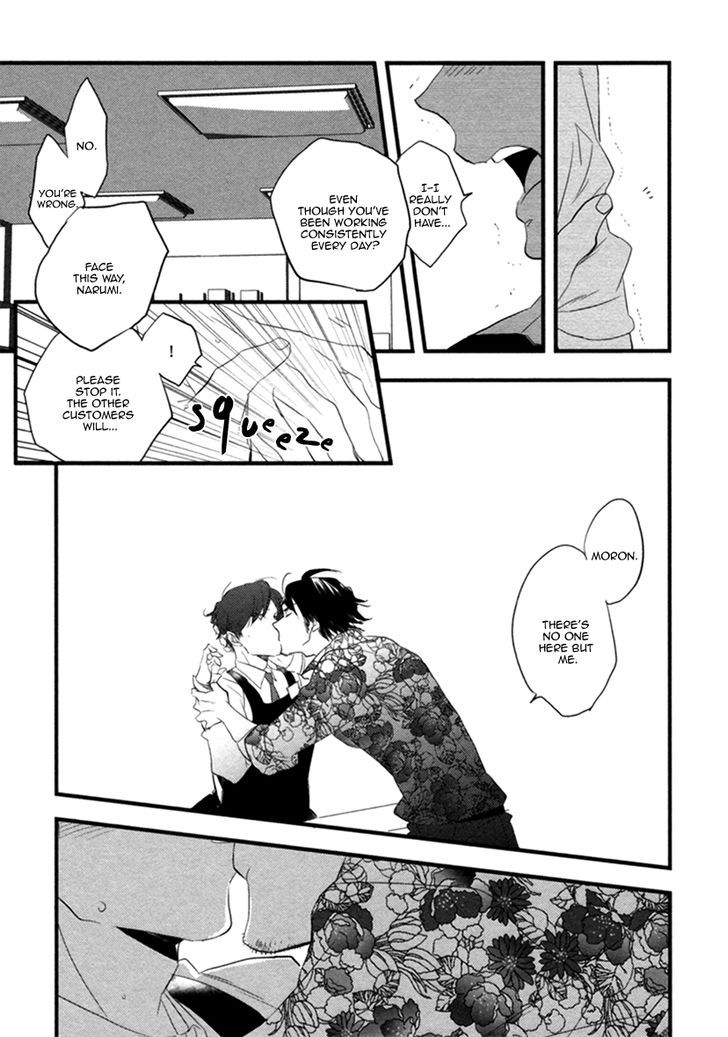 I-I
REALLY
DON'T
HAVE...
EVEN
THOUGH YOU'VE
BEEN WORKING
CONSISTENTLY
EVERY DAY?
NO.
YOU'RE
WRONG.
FACE
THIS WAY,
NARUMI.
!
PLEASE
STOP IT.
THE OTHER
CUSTOMERS
WILL...
squeeze
MORON.
THERE'S
NO ONE
HERE BUT
ME.